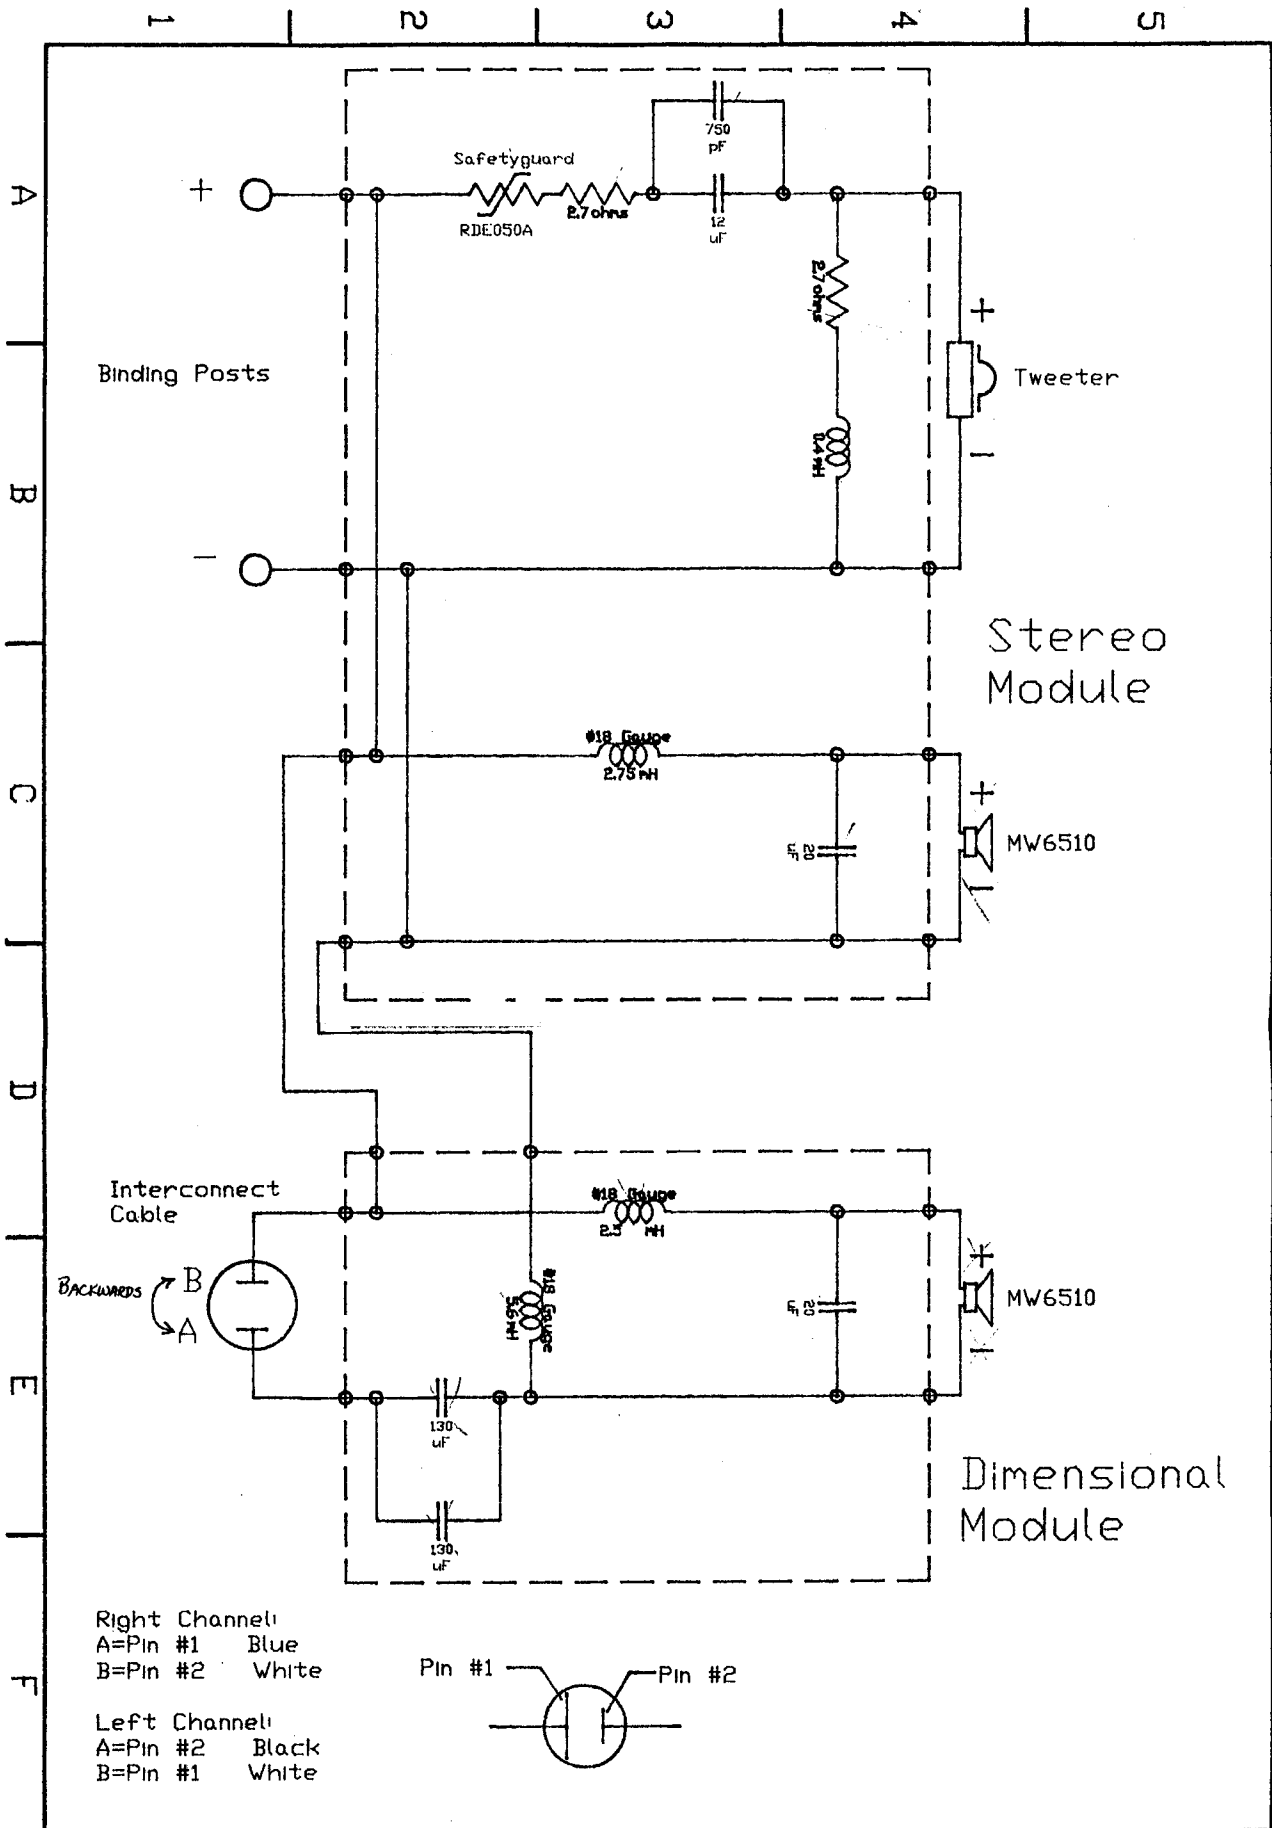 1 2 3 4 5
A
B
C
D
E
F
750
pF
Safetyguard
+
2.7 ohms
12
uF
RDE050A
2.7 ohms
+
Binding Posts
Tweeter
0.4 mH
−
−
Stereo
Module
#18 Gauge
2.75 mH
+
20
uF
MW6510
−
Interconnect
Cable
#18 Gauge
2.5 mH
+
BACKWARDS
B
A
#18 Gauge
5.6 mH
20
uF
MW6510
−
130
uF
Dimensional
Module
130
uF
Right Channel:
A=Pin #1 Blue
B=Pin #2 White
Pin #1
Pin #2
Left Channel:
A=Pin #2 Black
B=Pin #1 White